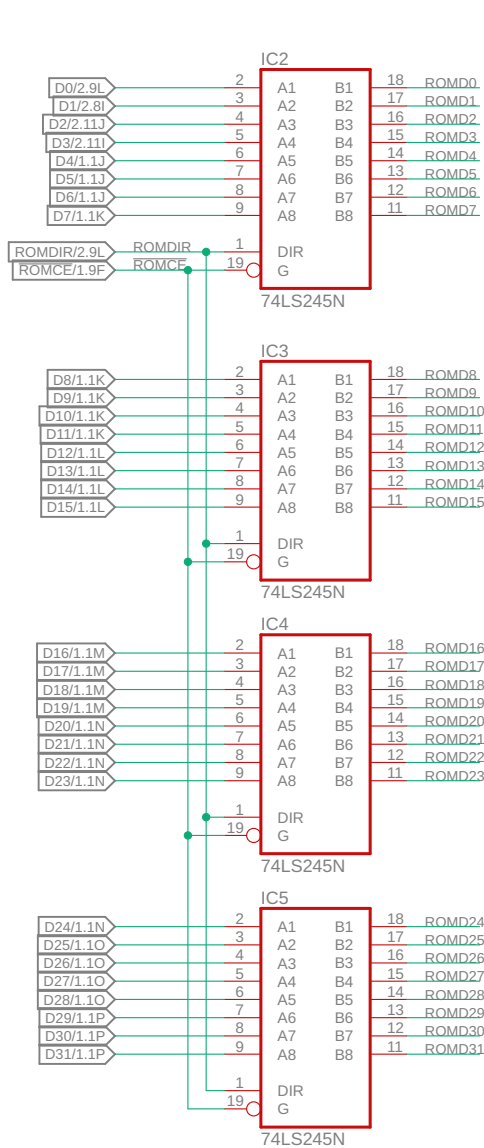 IC2
D0/2.9L 2 A1 B1 18 ROMD0
D1/2.8I 3 A2 B2 17 ROMD1
D2/2.11J 4 A3 B3 16 ROMD2
D3/2.11I 5 A4 B4 15 ROMD3
D4/1.1J 6 A5 B5 14 ROMD4
D5/1.1J 7 A6 B6 13 ROMD5
D6/1.1J 8 A7 B7 12 ROMD6
D7/1.1K 9 A8 B8 11 ROMD7
ROMDIR/2.9L ROMDIR 1 DIR
ROMCE/1.9F ROMCE 19 G
74LS245N
IC3
D8/1.1K 2 A1 B1 18 ROMD8
D9/1.1K 3 A2 B2 17 ROMD9
D10/1.1K 4 A3 B3 16 ROMD10
D11/1.1K 5 A4 B4 15 ROMD11
D12/1.1L 6 A5 B5 14 ROMD12
D13/1.1L 7 A6 B6 13 ROMD13
D14/1.1L 8 A7 B7 12 ROMD14
D15/1.1L 9 A8 B8 11 ROMD15
1 DIR
19 G
74LS245N
IC4
D16/1.1M 2 A1 B1 18 ROMD16
D17/1.1M 3 A2 B2 17 ROMD17
D18/1.1M 4 A3 B3 16 ROMD18
D19/1.1M 5 A4 B4 15 ROMD19
D20/1.1N 6 A5 B5 14 ROMD20
D21/1.1N 7 A6 B6 13 ROMD21
D22/1.1N 8 A7 B7 12 ROMD22
D23/1.1N 9 A8 B8 11 ROMD23
1 DIR
19 G
74LS245N
IC5
D24/1.1N 2 A1 B1 18 ROMD24
D25/1.1O 3 A2 B2 17 ROMD25
D26/1.1O 4 A3 B3 16 ROMD26
D27/1.1O 5 A4 B4 15 ROMD27
D28/1.1O 6 A5 B5 14 ROMD28
D29/1.1P 7 A6 B6 13 ROMD29
D30/1.1P 8 A7 B7 12 ROMD30
D31/1.1P 9 A8 B8 11 ROMD31
1 DIR
19 G
74LS245N